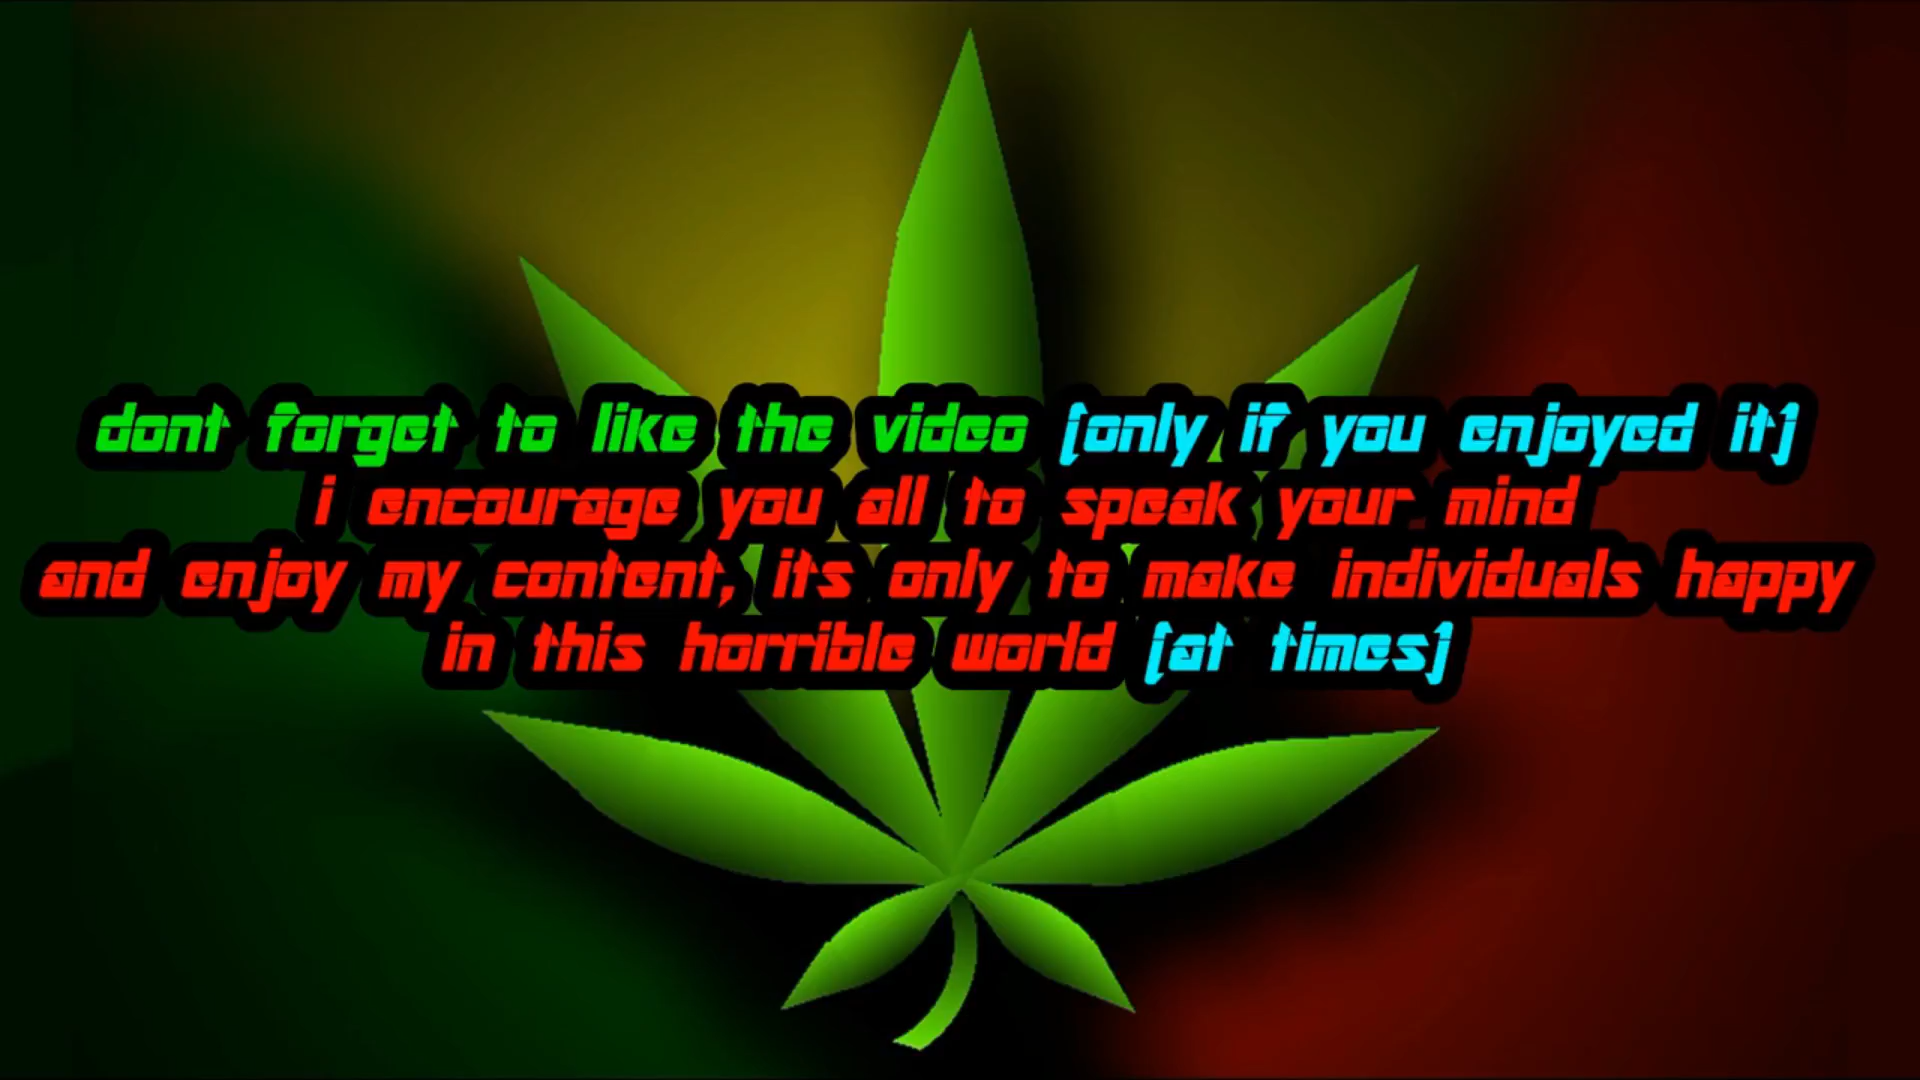 dont forget to like the video (only if you enjoyed it)
i encourage you all to speak your mind
and enjoy my content, its only to make individuals happy
in this horrible world (at times)